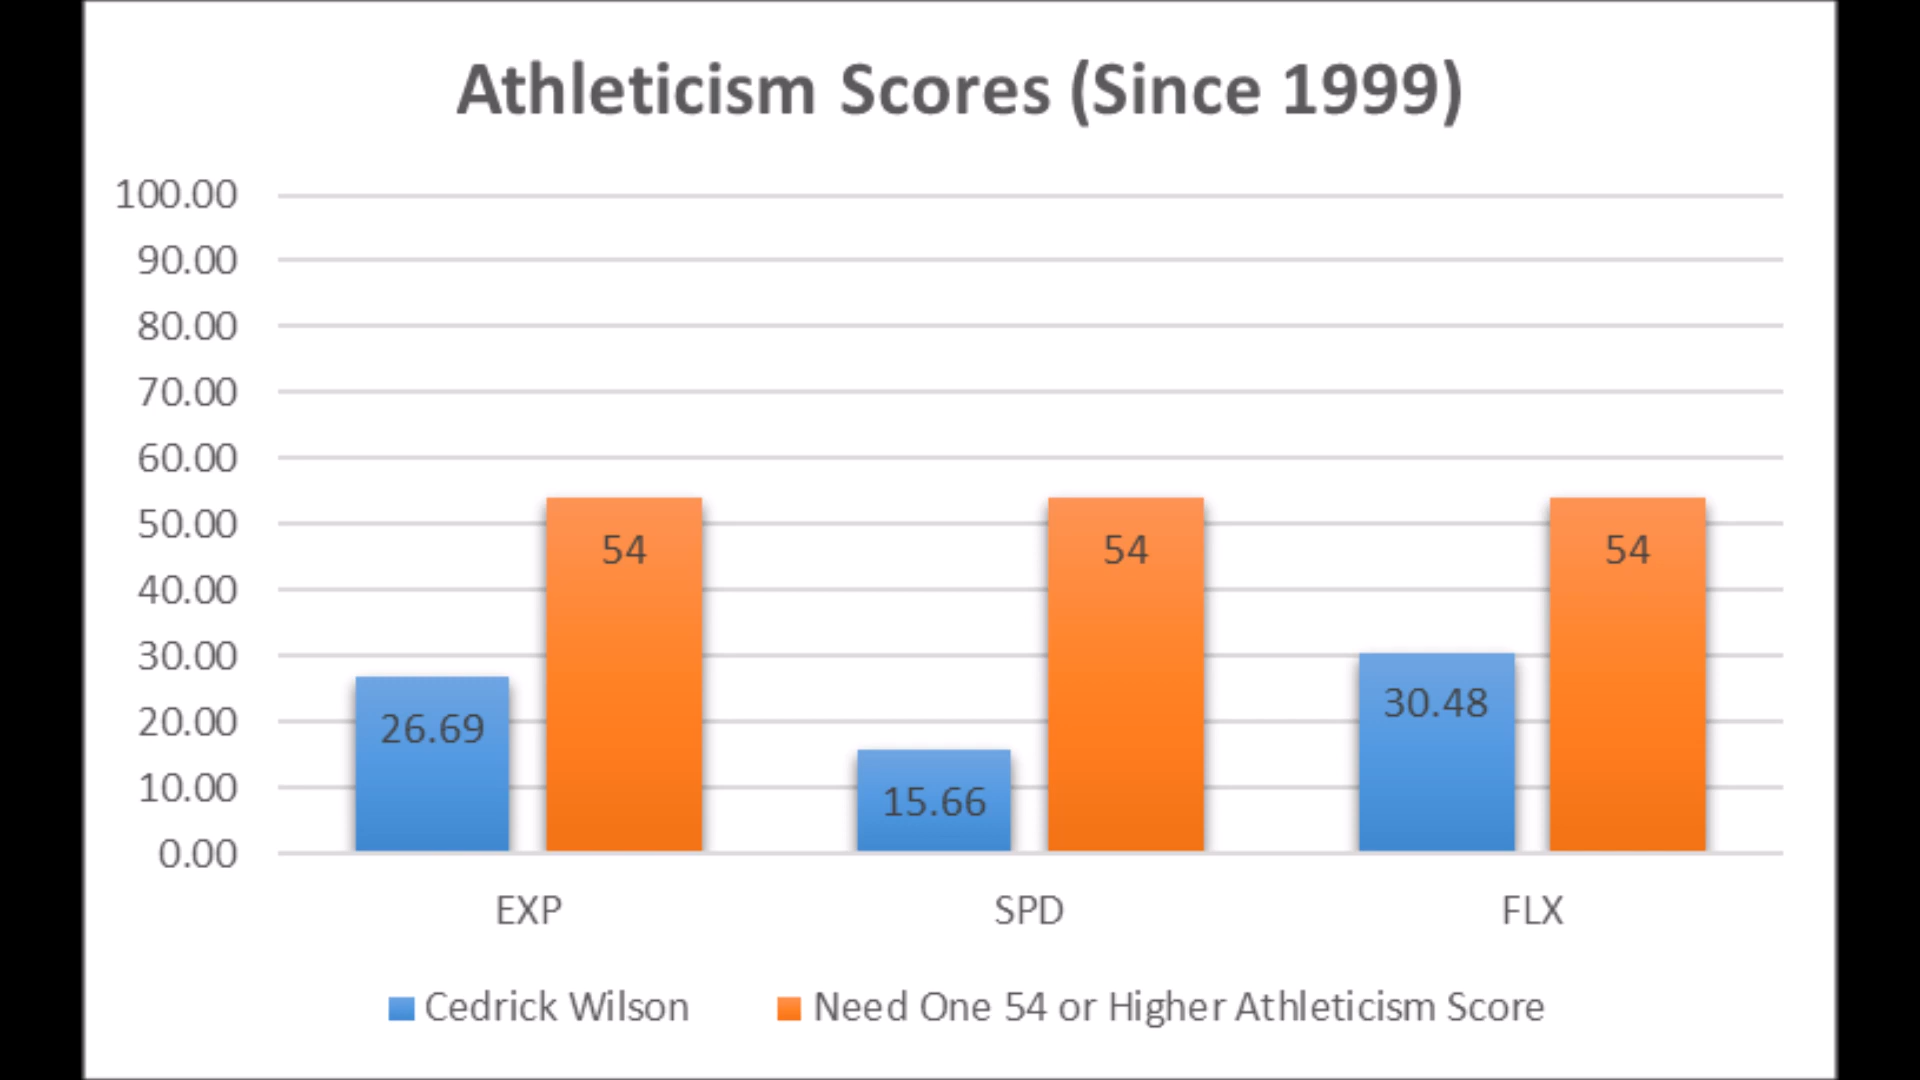 Athleticism Scores (Since 1999)
100.00
90.00
80.00
70.00
60.00
50.00
40.00
30.00
20.00
10.00
0.00
26.69
54
15.66
54
30.48
54
EXP
SPD
FLX
Cedrick Wilson
Need One 54 or Higher Athleticism Score